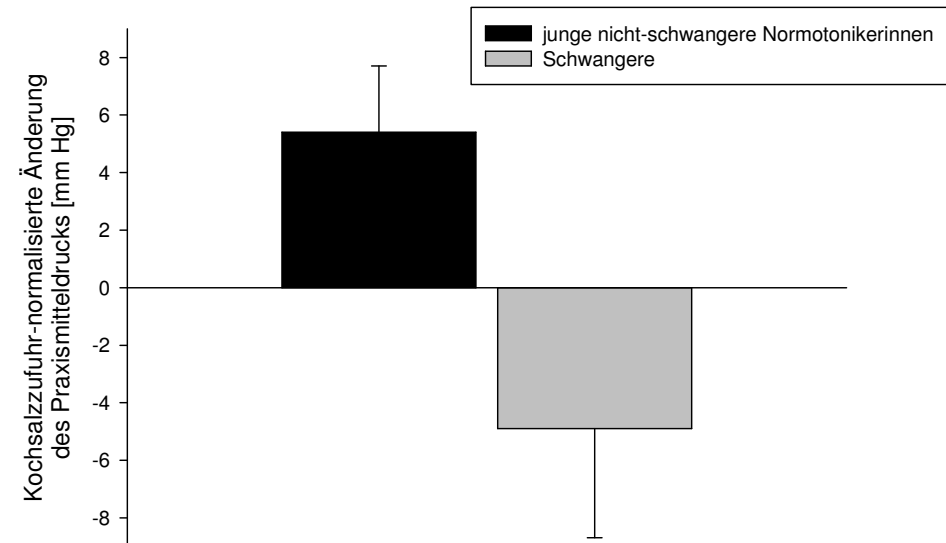 junge nicht-schwangere Normotonikerinnen
Schwangere
Kochsalzzufuhr-normalisierte Änderung
des Praxismitteldrucks [mm Hg]
8
6
4
2
0
-2
-4
-6
-8